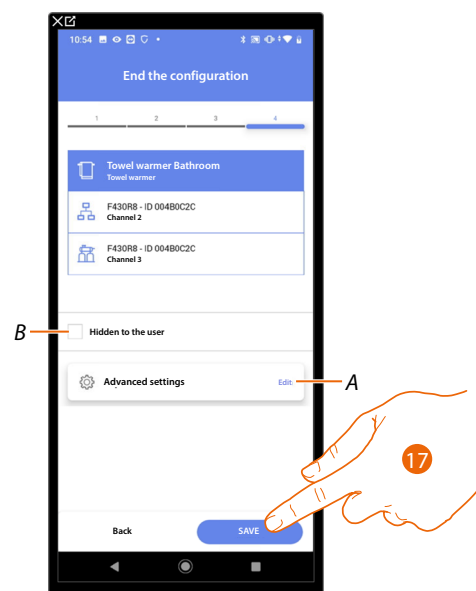 10:54
End the configuration
1 2 3 4
Towel warmer Bathroom
Towel warmer
F430R8 - ID 004B0C2C
Channel 2
F430R8 - ID 004B0C2C
Channel 3
B
Hidden to the user
Advanced settings Edit
A
17
Back SAVE